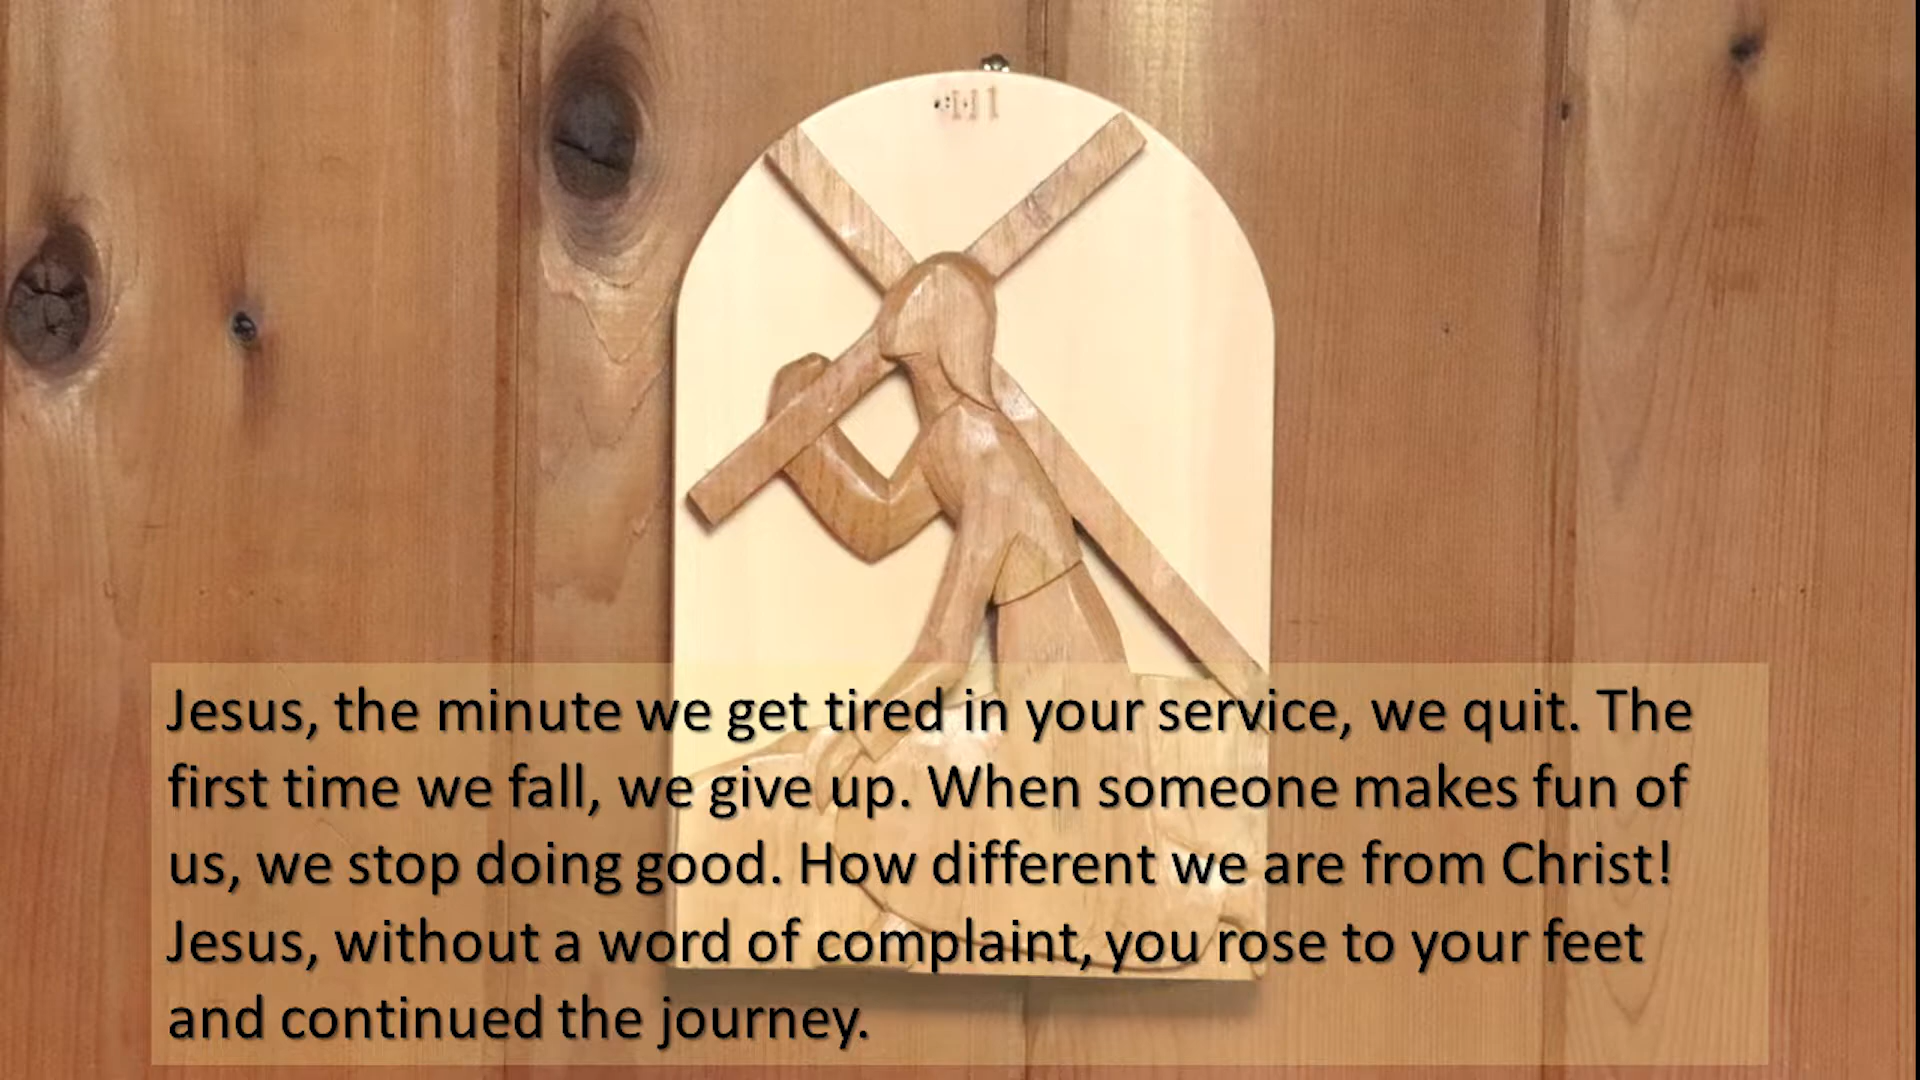 Jesus, the minute we get tired in your service, we quit. The
first time we fall, we give up. When someone makes fun of
us, we stop doing good. How different we are from Christ!
Jesus, without a word of complaint, you rose to your feet
and continued the journey.